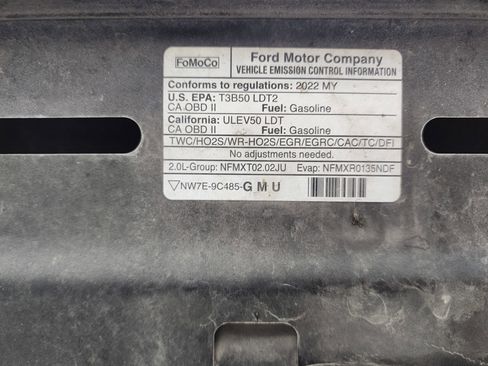 FoMoCo
Ford Motor Company
VEHICLE EMISSION CONTROL INFORMATION
Conforms to regulations: 2022 MY
U.S. EPA: T3B50 LDT2
CA OBD II Fuel: Gasoline
California: ULEV50 LDT
CA OBD II Fuel: Gasoline
TWC/HO2S/WR-HO2S/EGR/EGRC/CAC/TC/DFI
No adjustments needed.
2.0L-Group: NFMXT02.02JU Evap: NFMXR0135NDF
NW7E-9C485-GMU